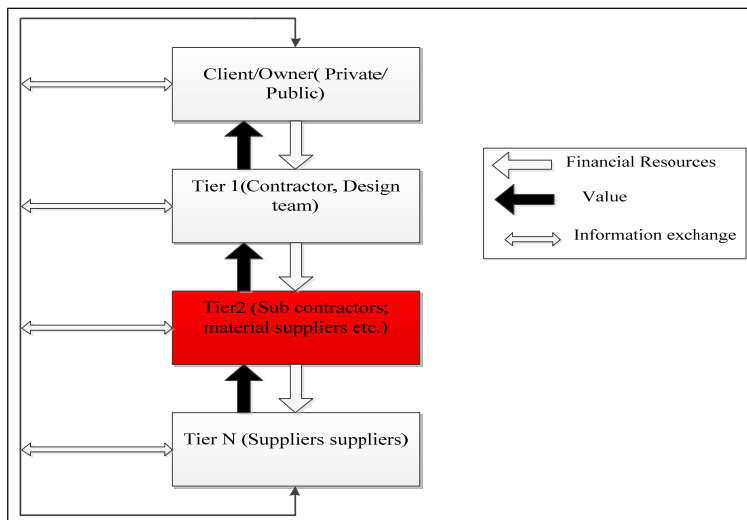 Client/Owner( Private/
Public)
Tier 1(Contractor, Design
team)
Tier2 (Sub contractors;
material suppliers etc.)
Tier N (Suppliers suppliers)
Financial Resources
Value
Information exchange